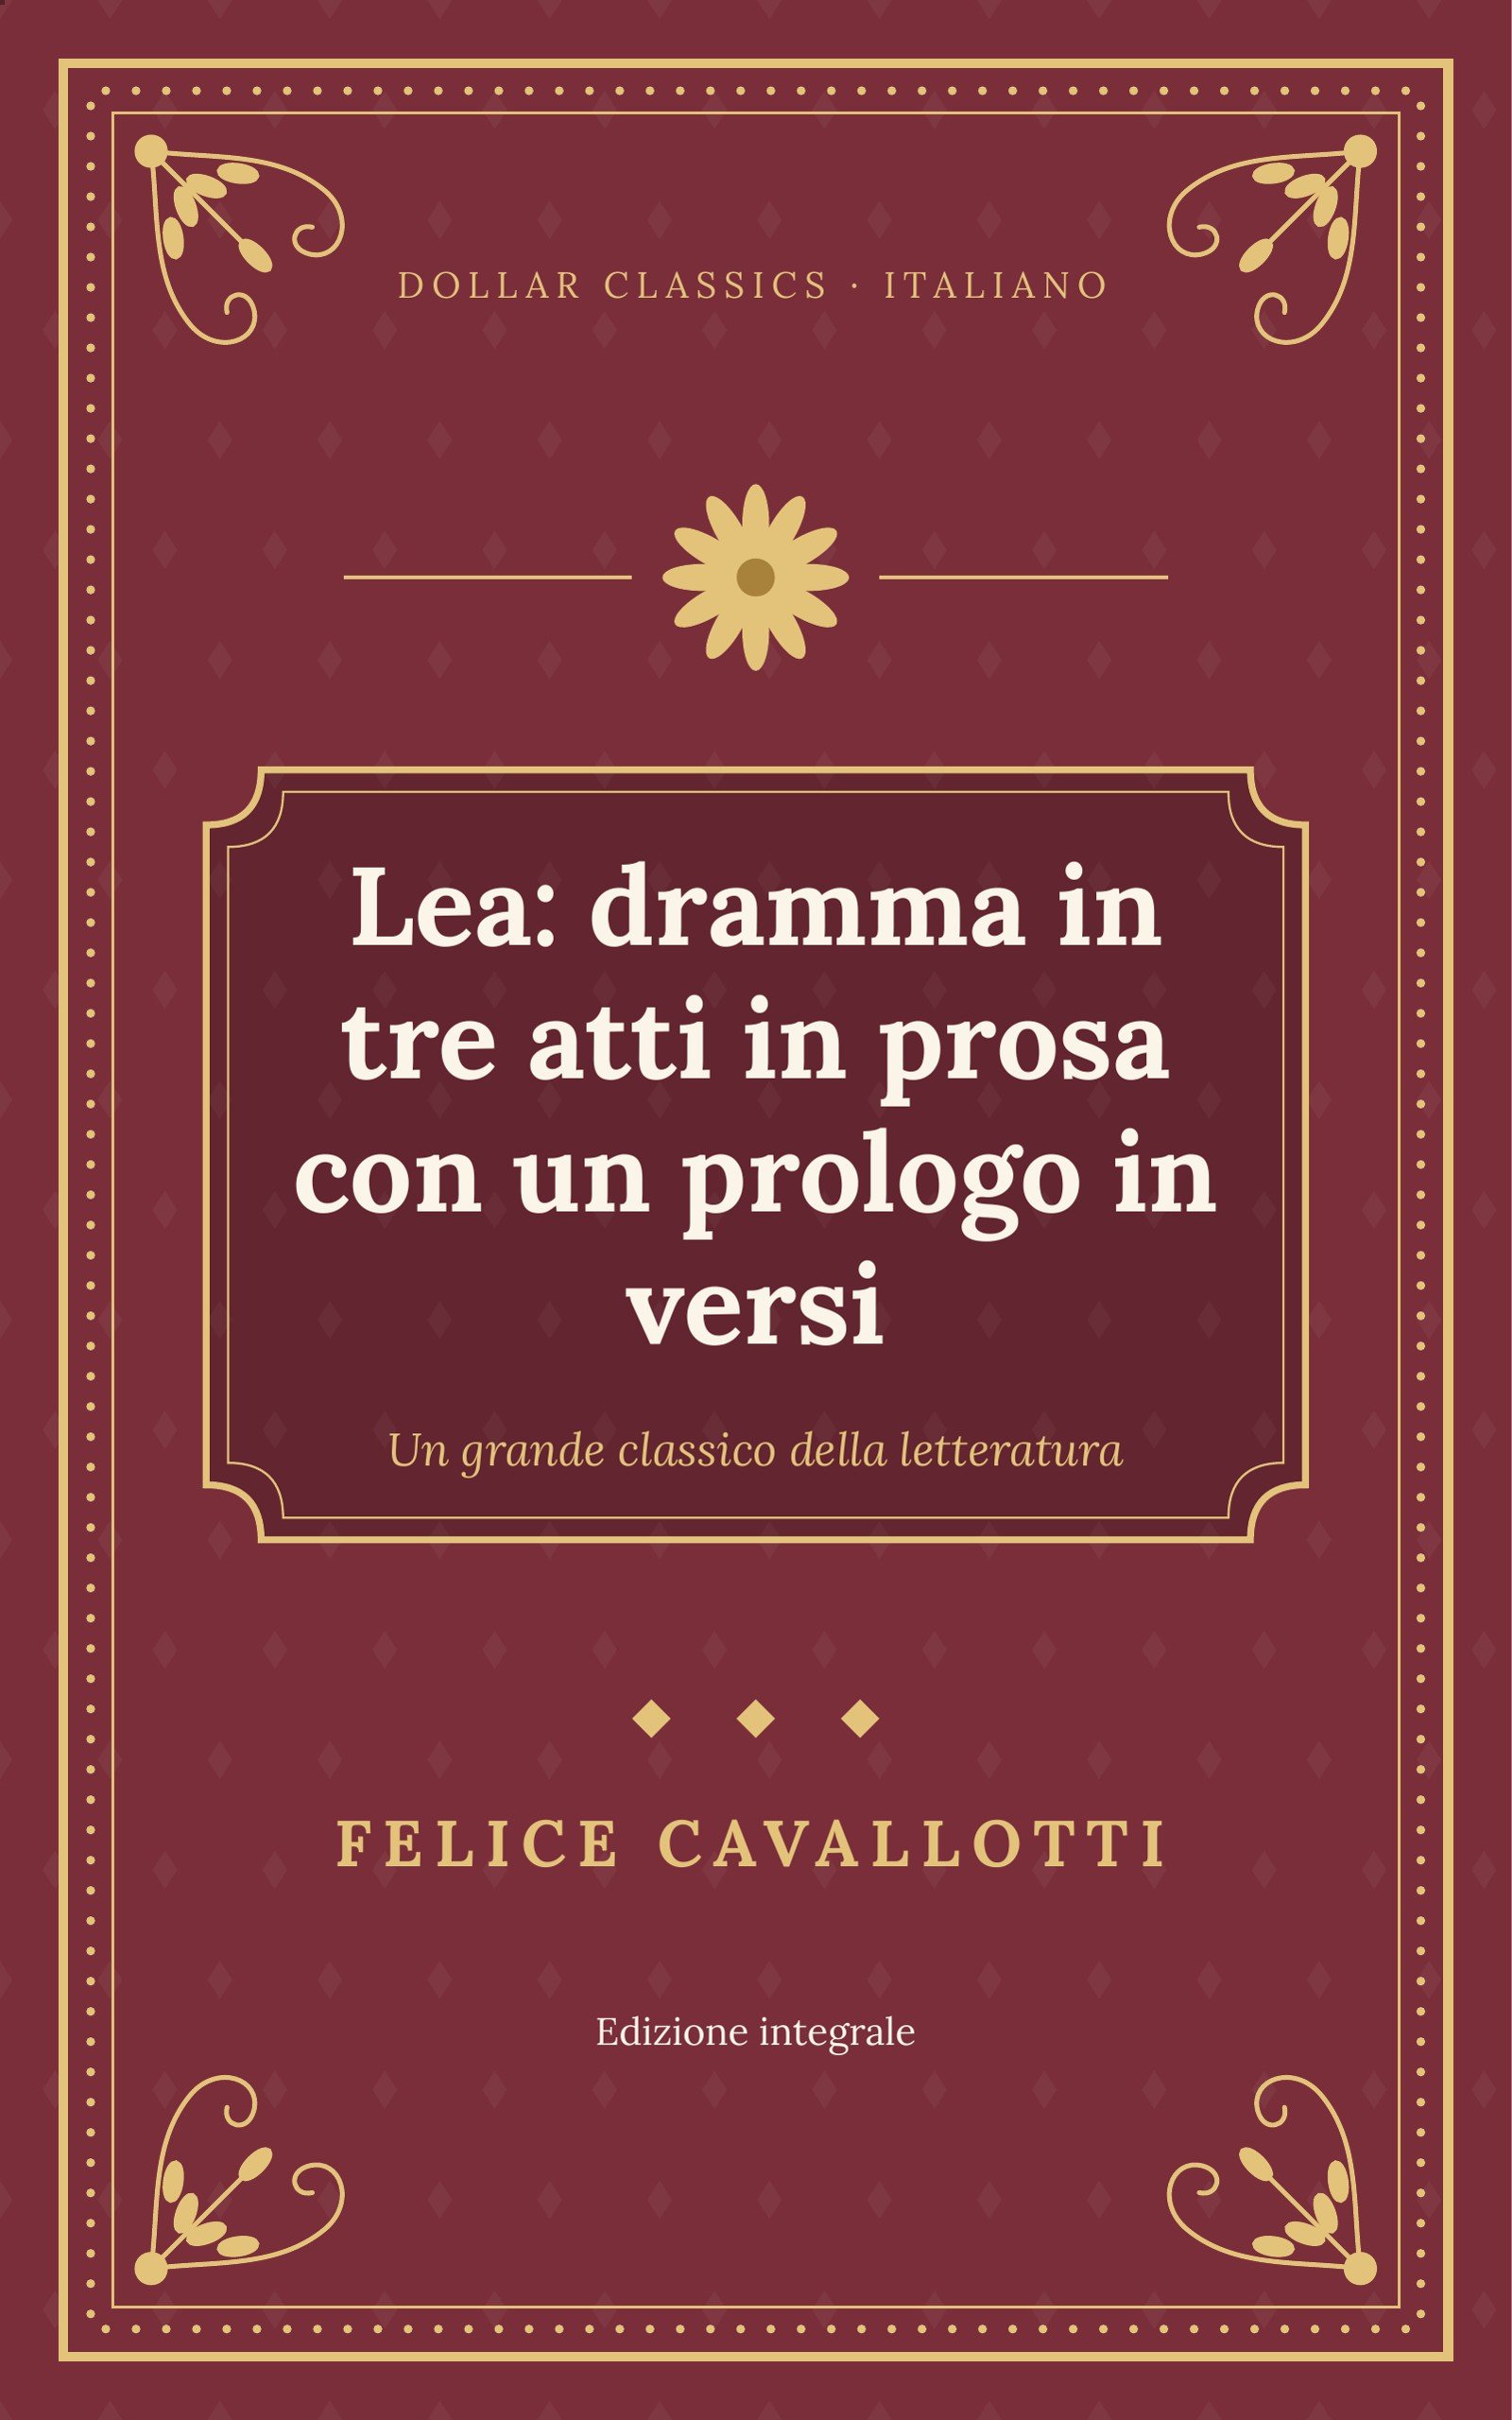 DOLLAR CLASSICS · ITALIANO
Lea: dramma in
tre atti in prosa
con un prologo in
versi
Un grande classico della letteratura
FELICE CAVALLOTTI
Edizione integrale